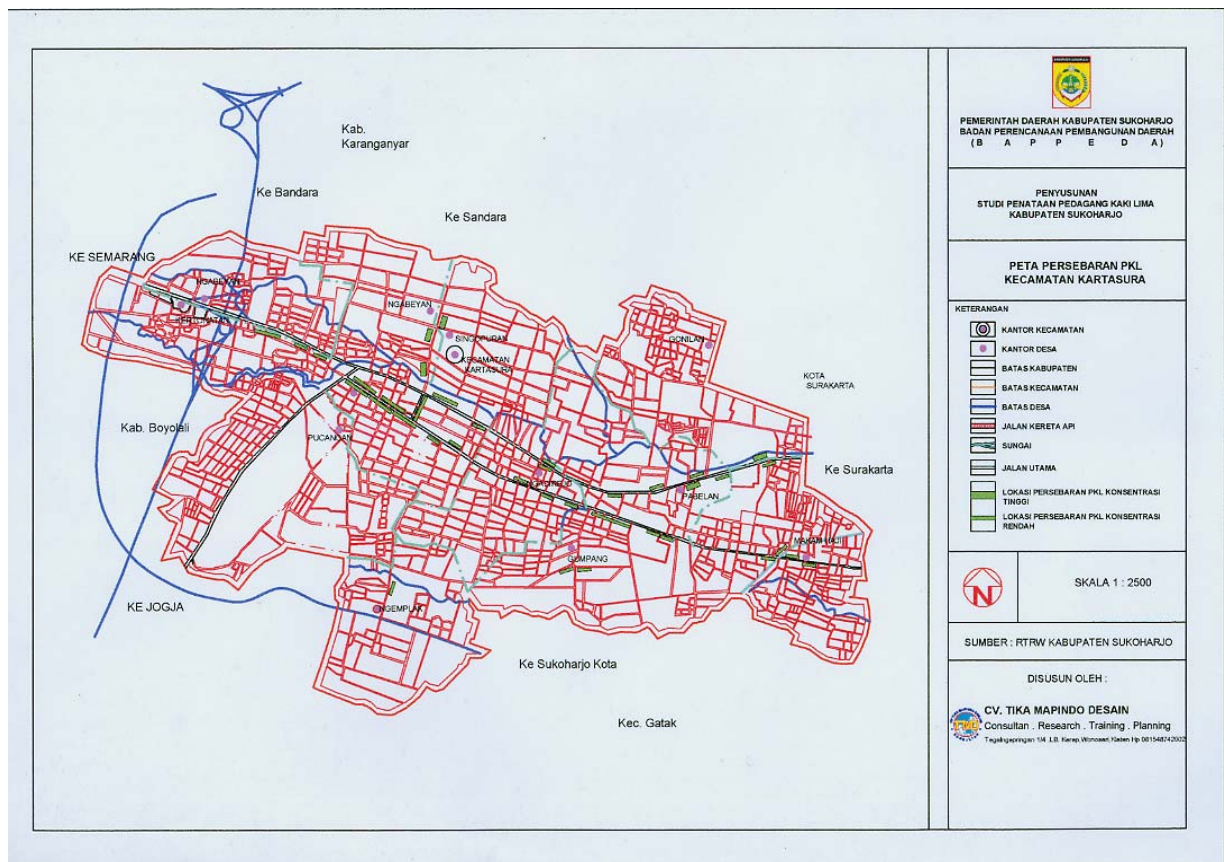 Kab.
Karanganyar
Ke Bandara
Ke Sandara
KE SEMARANG
NGABEYAN
NGABEYAN
SINGOPURAN
KECAMATAN
KARTASURA
GONILAN
KOTA
SURAKARTA
Kab. Boyolali
PUCANGAN
Ke Surakarta
PABELAN
MAKAM HAJI
GUMPANG
KE JOGJA
NGEMPLAK
Ke Sukoharjo Kota
Kec. Gatak
PEMERINTAH DAERAH KABUPATEN SUKOHARJO
BADAN PERENCANAAN PEMBANGUNAN DAERAH
( B A P P E D A )
PENYUSUNAN
STUDI PENATAAN PEDAGANG KAKI LIMA
KABUPATEN SUKOHARJO
PETA PERSEBARAN PKL
KECAMATAN KARTASURA
KETERANGAN
KANTOR KECAMATAN
KANTOR DESA
BATAS KABUPATEN
BATAS KECAMATAN
BATAS DESA
JALAN KERETA API
SUNGAI
JALAN UTAMA
LOKASI PERSEBARAN PKL KONSENTRASI
TINGGI
LOKASI PERSEBARAN PKL KONSENTRASI
RENDAH
N
SKALA 1 : 2500
SUMBER : RTRW KABUPATEN SUKOHARJO
DISUSUN OLEH :
CV. TIKA MAPINDO DESAIN
Consultan . Research . Training . Planning